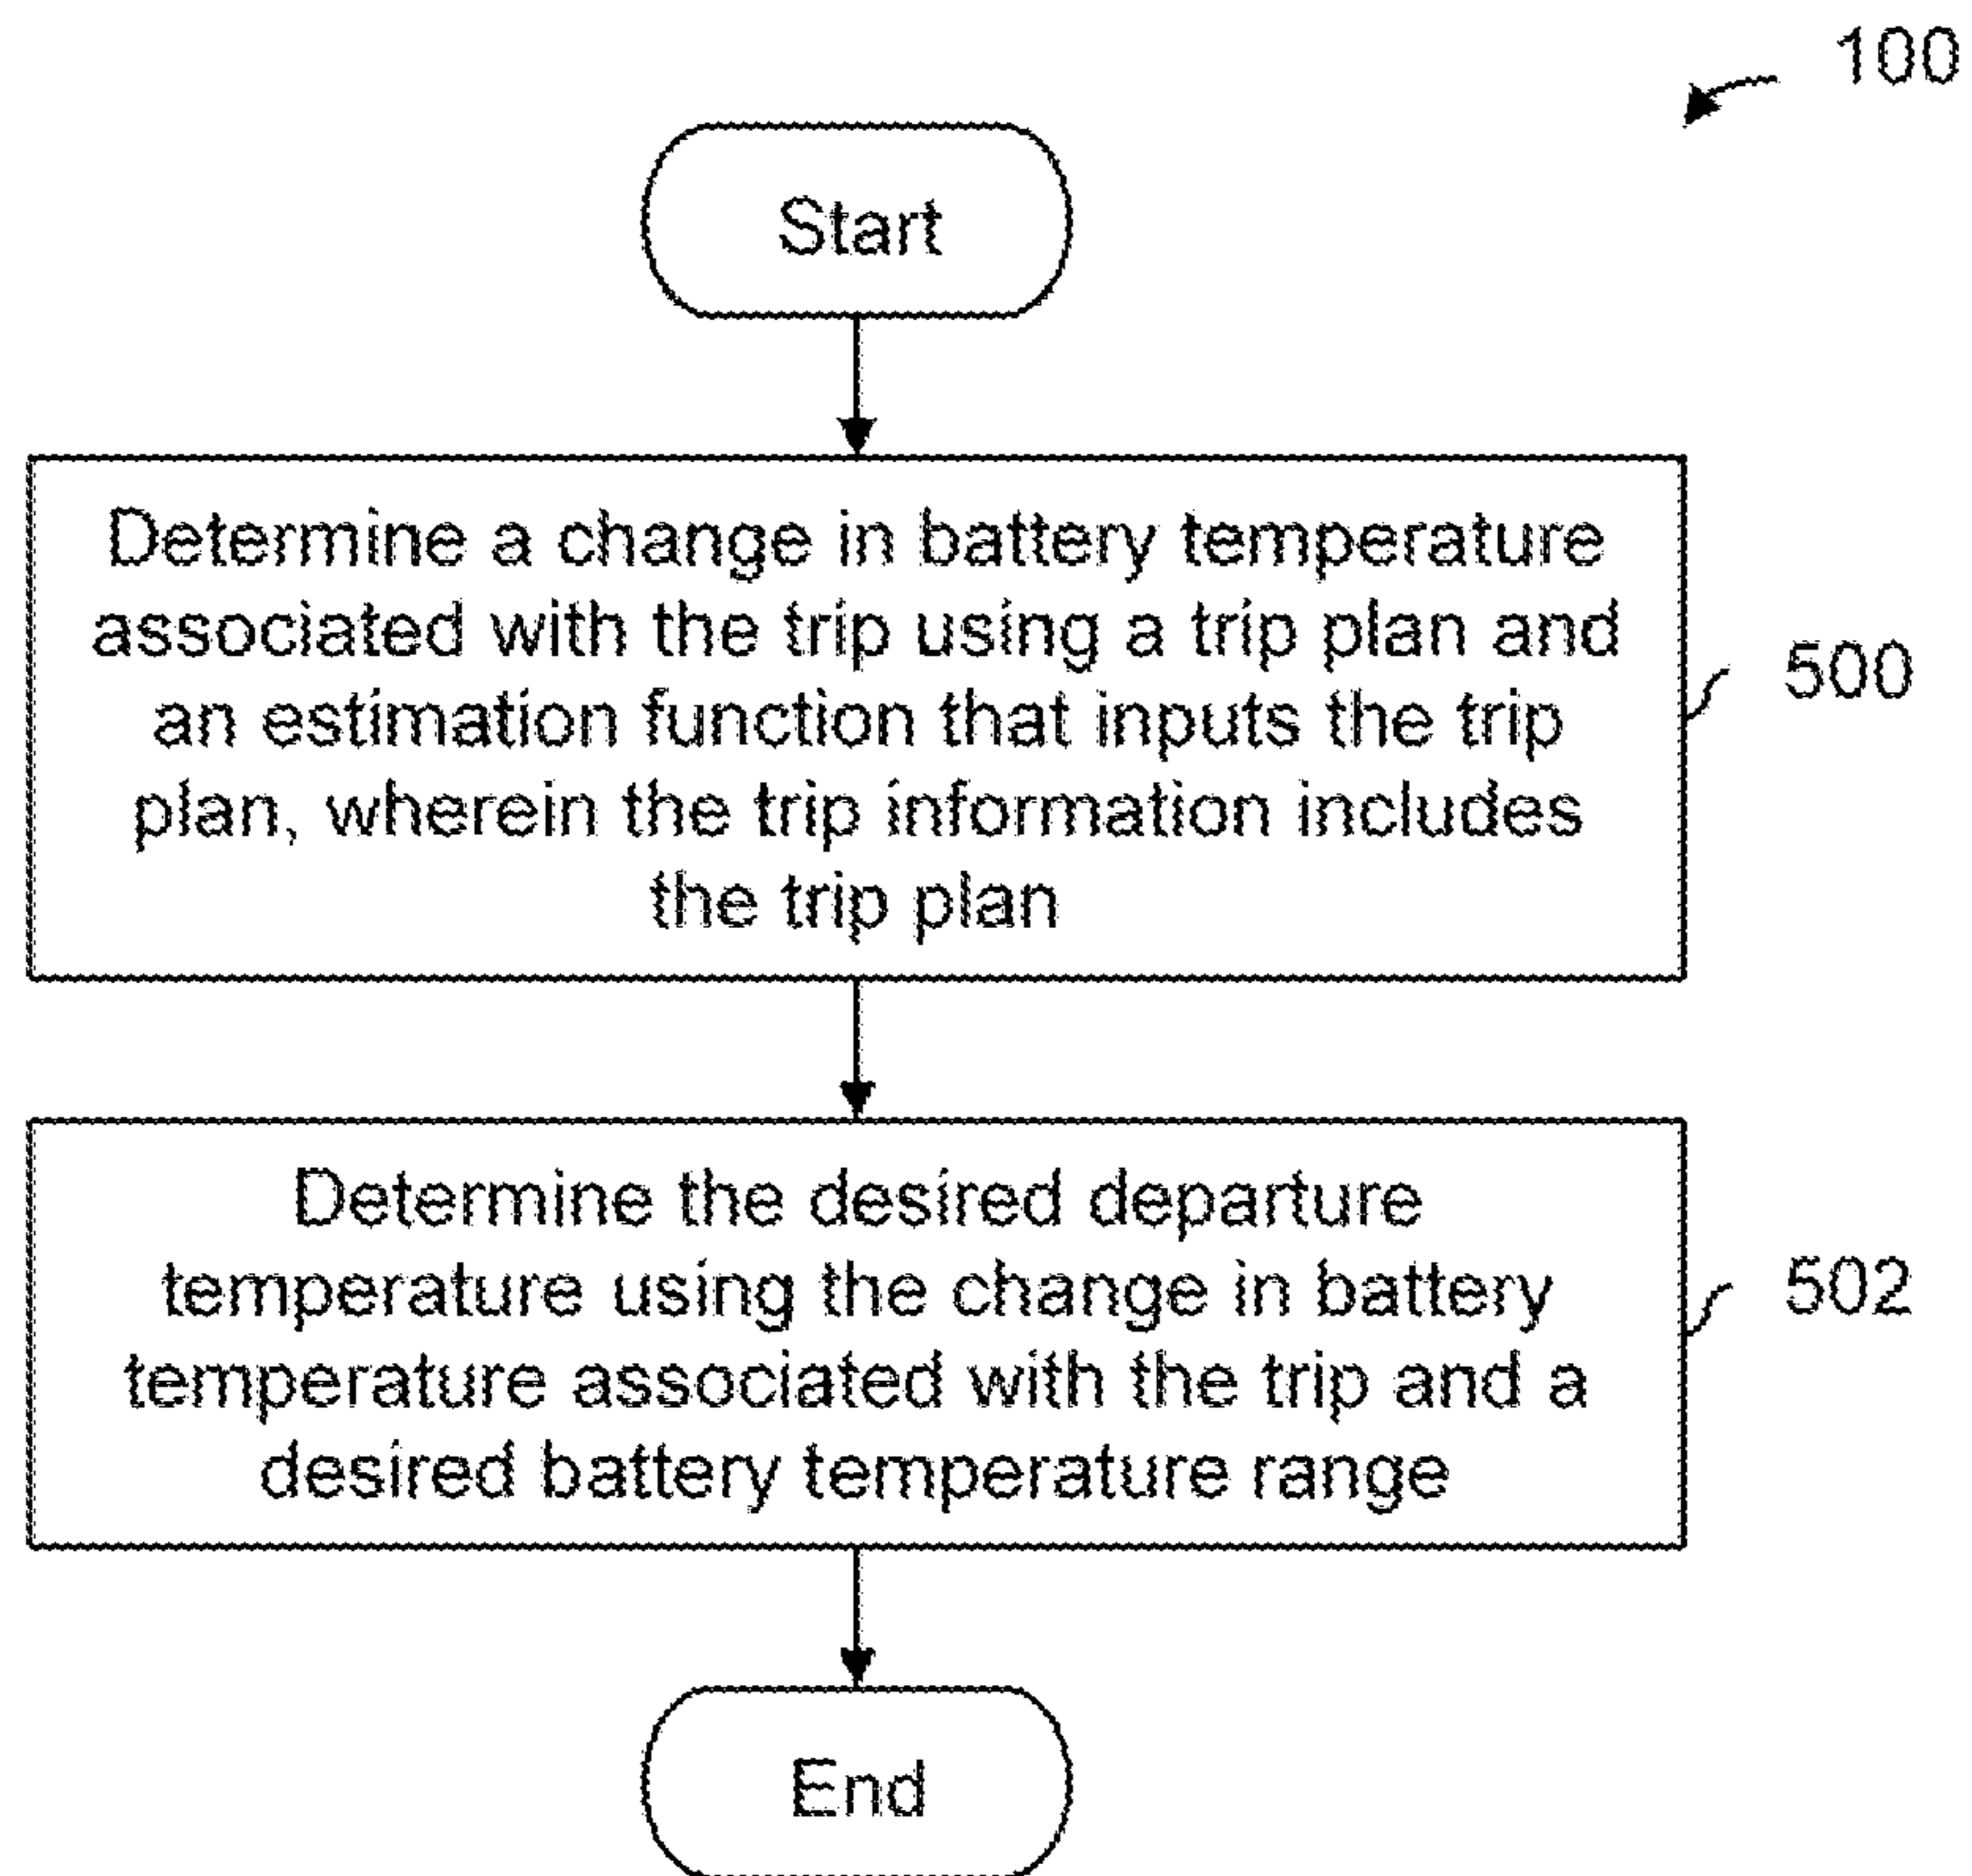 100
Start
Determine a change in battery temperature
associated with the trip using a trip plan and
an estimation function that inputs the trip
plan, wherein the trip information includes
the trip plan
500
Determine the desired departure
temperature using the change in battery
temperature associated with the trip and a
desired battery temperature range
502
End